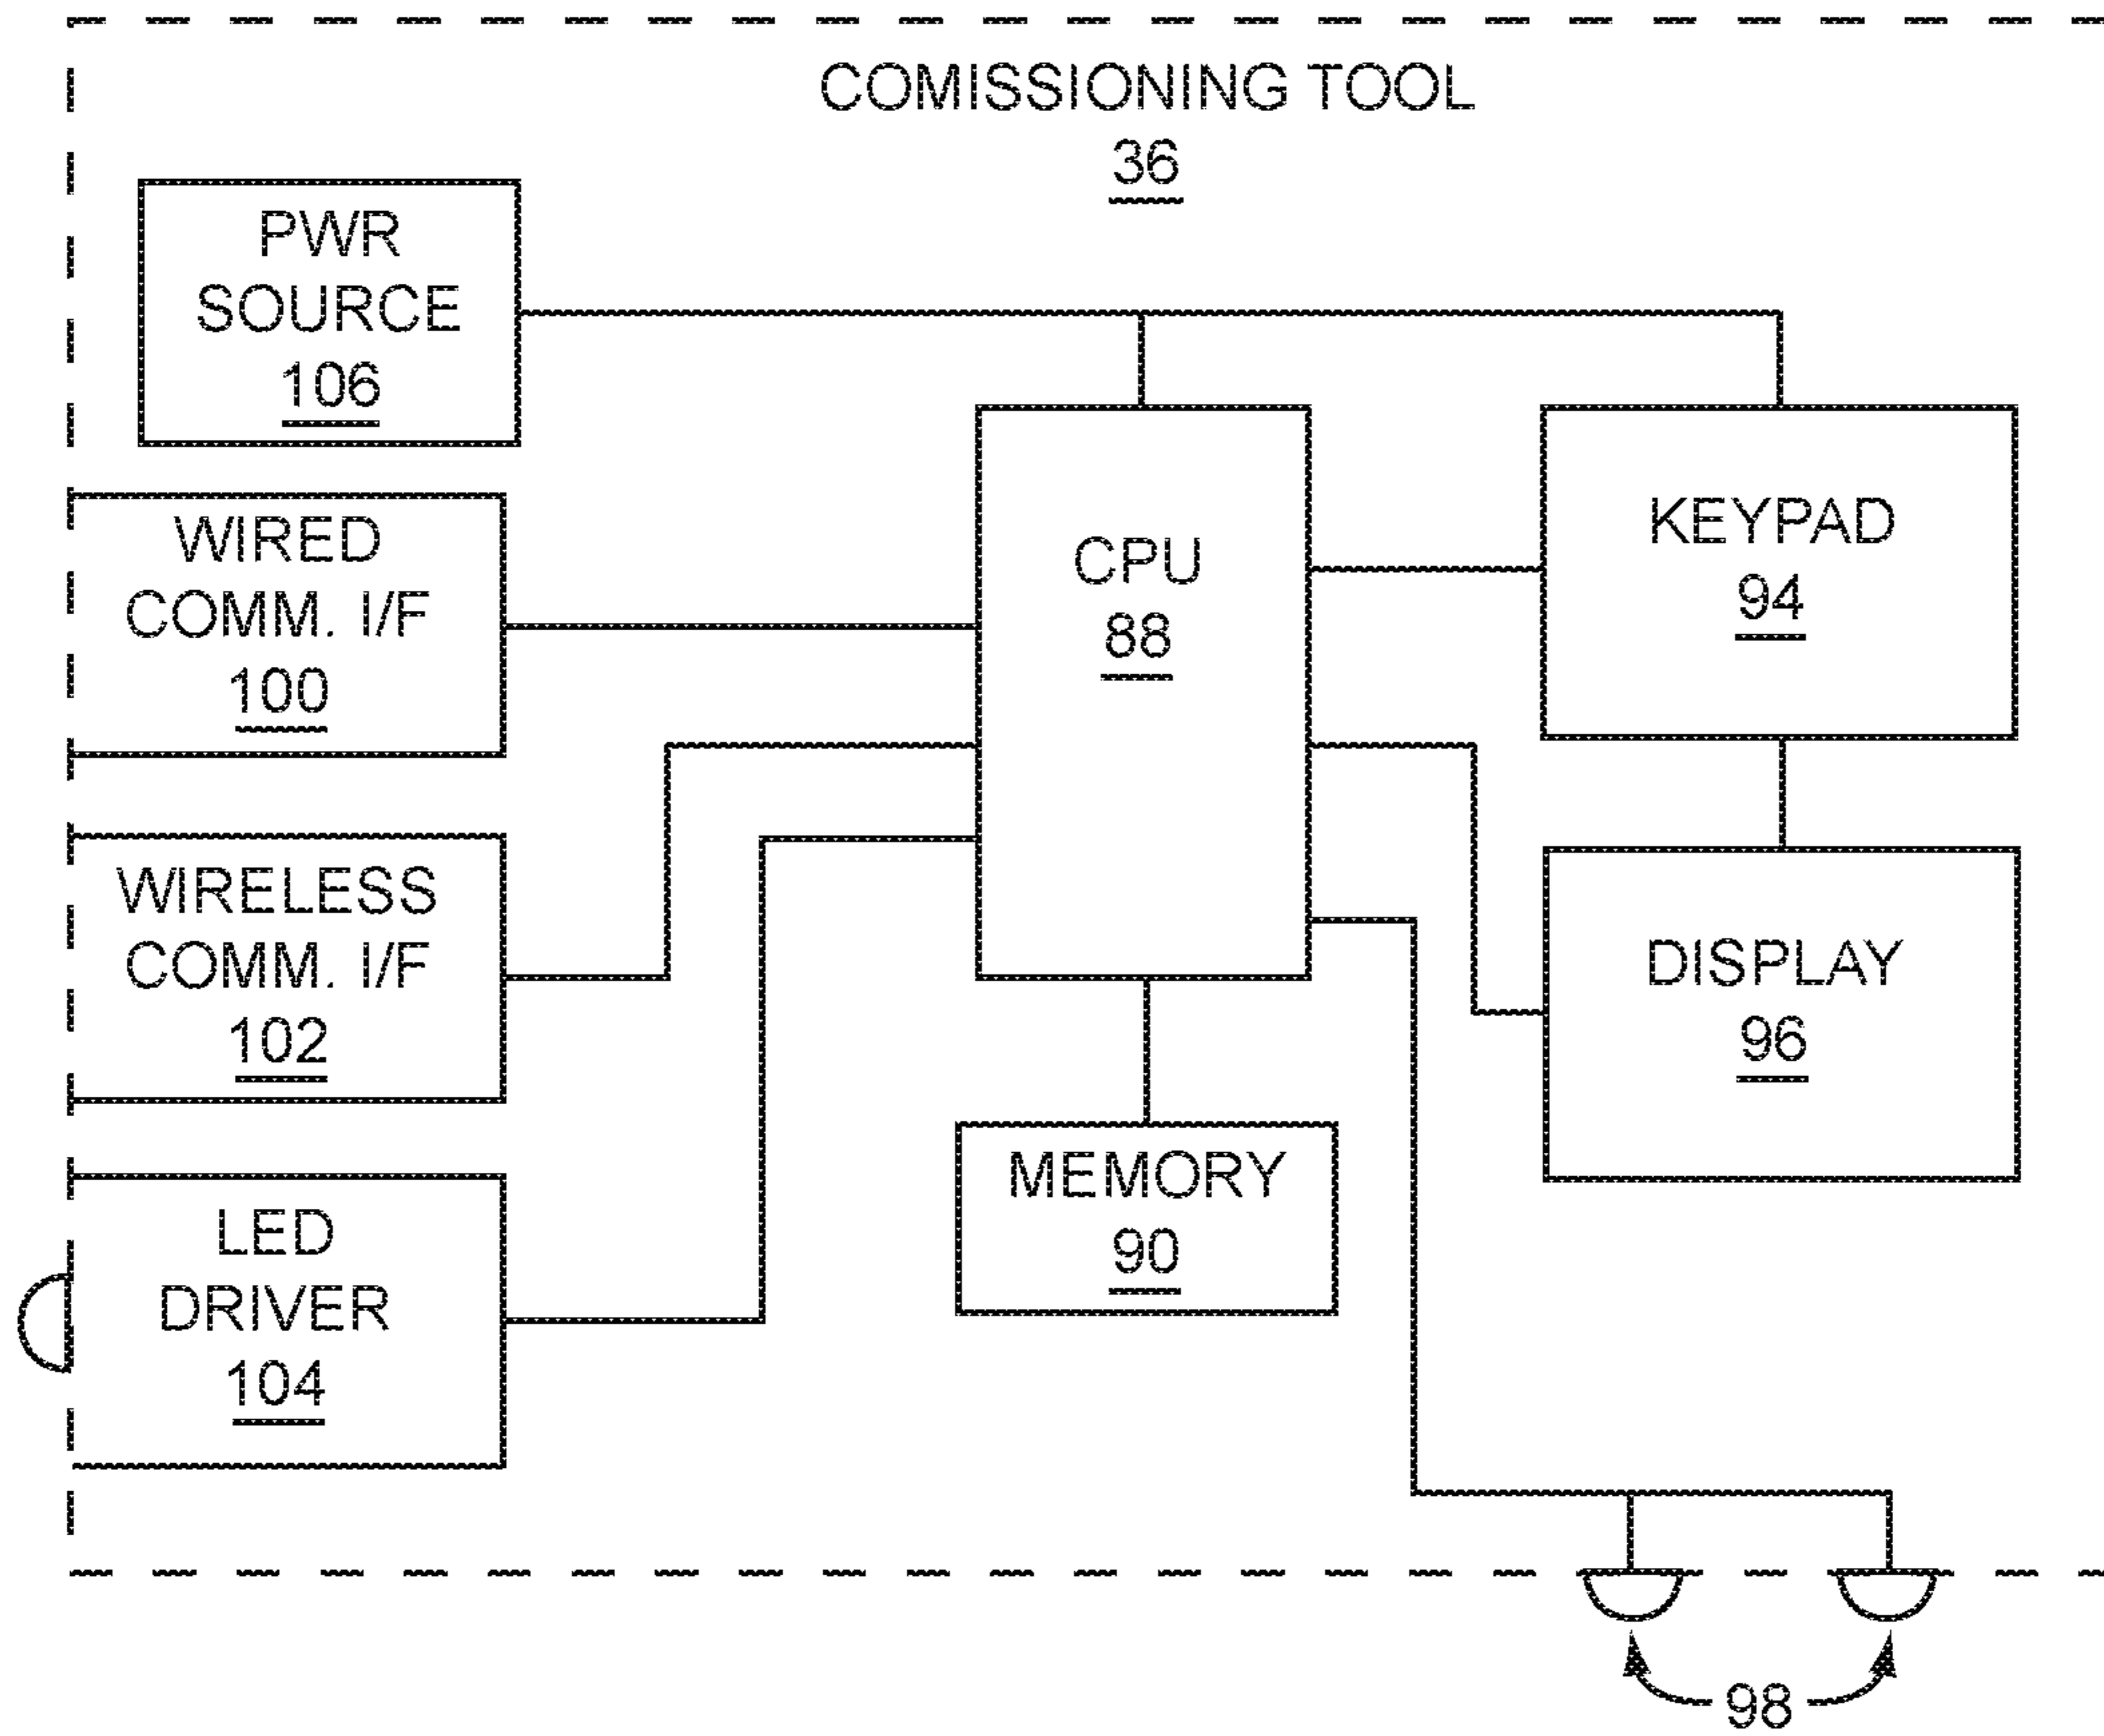 COMISSIONING TOOL
36
PWR
SOURCE
106
WIRED
COMM. I/F
100
WIRELESS
COMM. I/F
102
LED
DRIVER
104
CPU
88
MEMORY
90
KEYPAD
94
DISPLAY
96
98